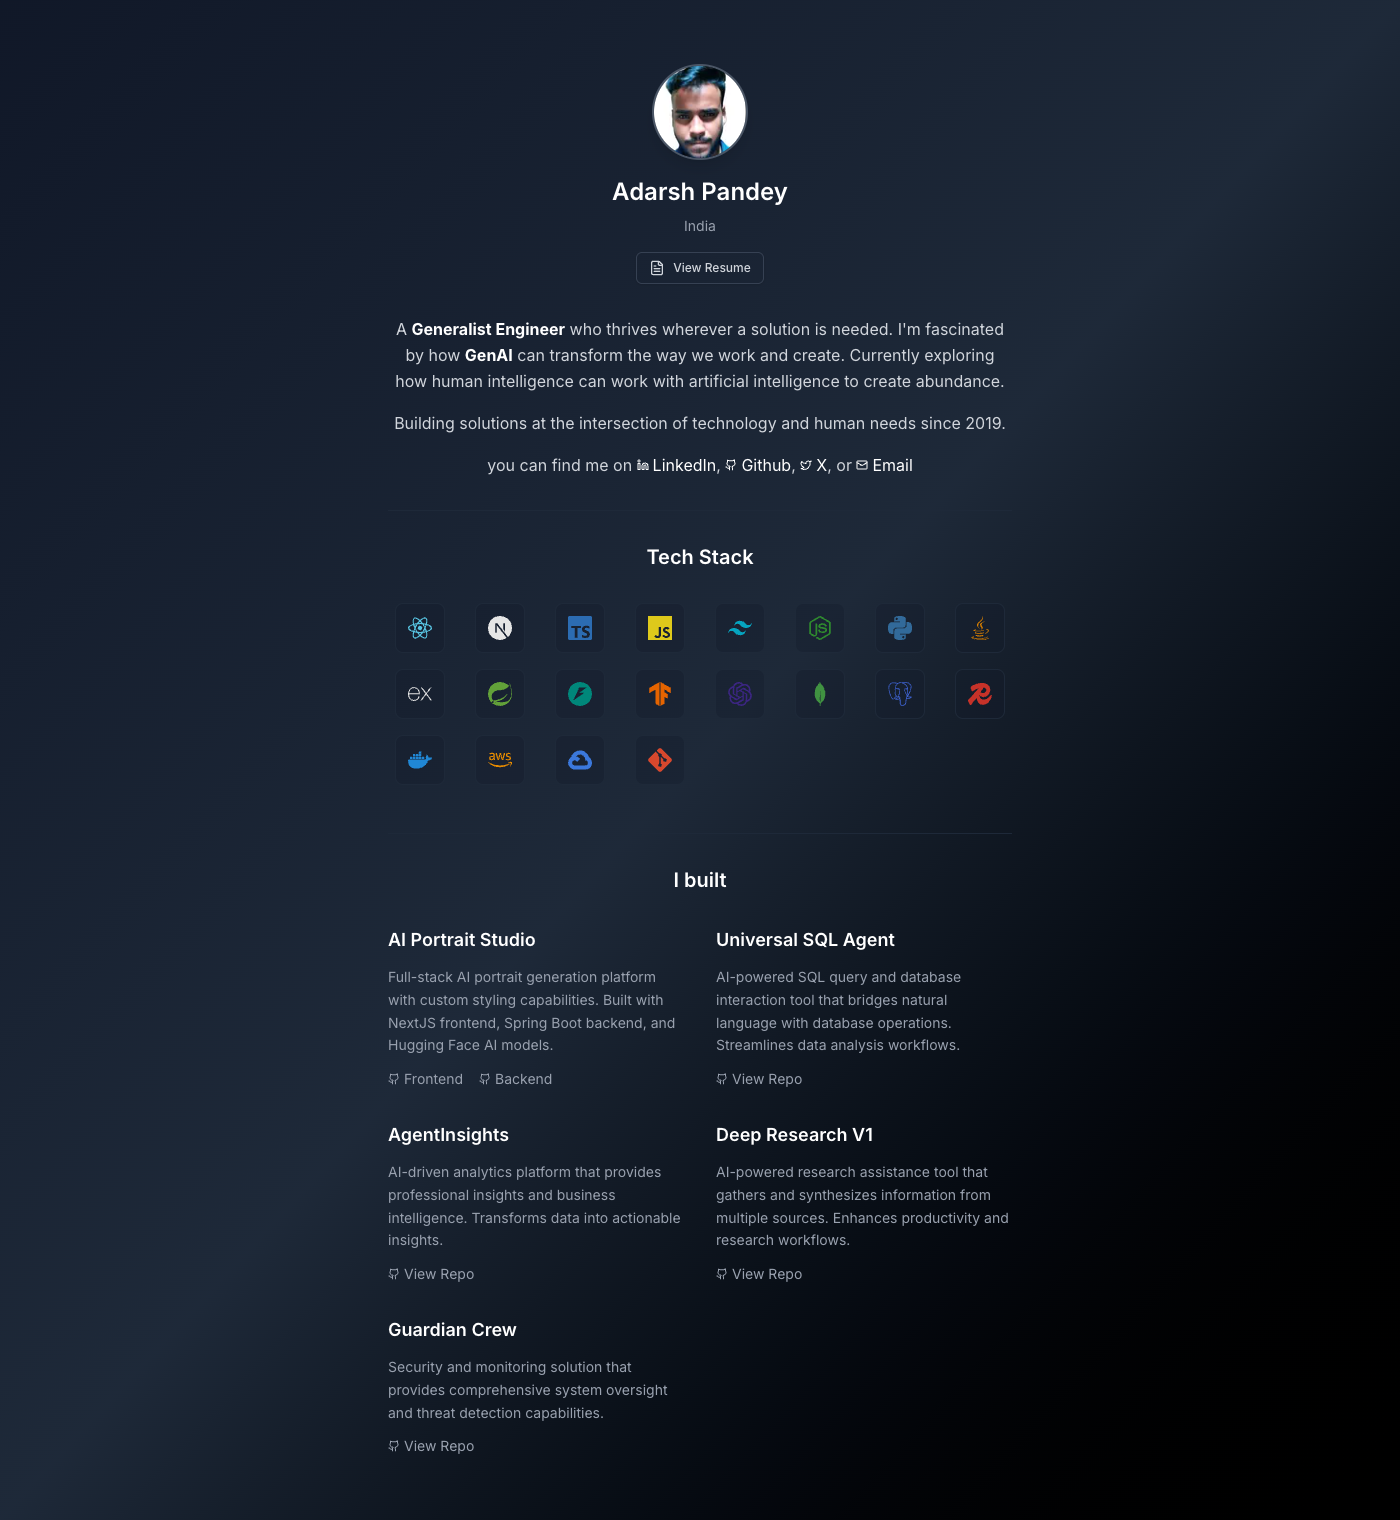 Adarsh Pandey
India
View Resume
A Generalist Engineer who thrives wherever a solution is needed. I'm fascinated
by how GenAI can transform the way we work and create. Currently exploring
how human intelligence can work with artificial intelligence to create abundance.
Building solutions at the intersection of technology and human needs since 2019.
you can find me on LinkedIn, Github, X, or Email
Tech Stack
N TS JS JS
ex
aws
I built
AI Portrait Studio
Full-stack AI portrait generation platform
with custom styling capabilities. Built with
NextJS frontend, Spring Boot backend, and
Hugging Face AI models.
Frontend Backend
Universal SQL Agent
AI-powered SQL query and database
interaction tool that bridges natural
language with database operations.
Streamlines data analysis workflows.
View Repo
AgentInsights
AI-driven analytics platform that provides
professional insights and business
intelligence. Transforms data into actionable
insights.
View Repo
Deep Research V1
AI-powered research assistance tool that
gathers and synthesizes information from
multiple sources. Enhances productivity and
research workflows.
View Repo
Guardian Crew
Security and monitoring solution that
provides comprehensive system oversight
and threat detection capabilities.
View Repo